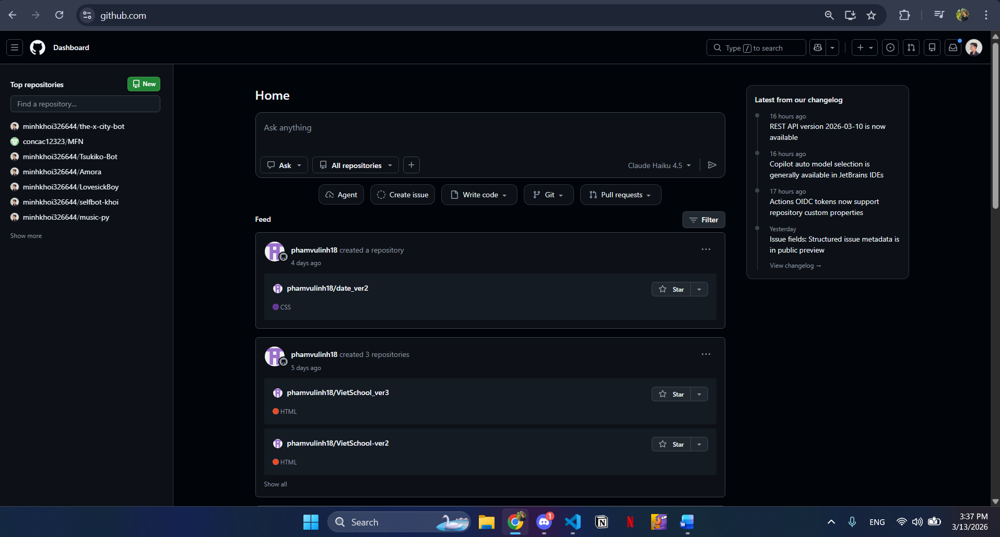 github.com
Dashboard
Type / to search
Top repositories
New
Find a repository...
minhkhoi326644/the-x-city-bot
concac12323/MFN
minhkhoi326644/Tsukiko-Bot
minhkhoi326644/Amora
minhkhoi326644/LovesickBoy
minhkhoi326644/selfbot-khoi
minhkhoi326644/music-py
Show more
Home
Ask anything
Ask
All repositories
Claude Haiku 4.5
Agent
Create issue
Write code
Git
Pull requests
Feed
Filter
phamvulinh18 created a repository
4 days ago
phamvulinh18/date_ver2
Star
CSS
phamvulinh18 created 3 repositories
5 days ago
phamvulinh18/VietSchool_ver3
Star
HTML
phamvulinh18/VietSchool-ver2
Star
HTML
Show all
Latest from our changelog
16 hours ago
REST API version 2026-03-10 is now
available
16 hours ago
Copilot auto model selection is
generally available in JetBrains IDEs
17 hours ago
Actions OIDC tokens now support
repository custom properties
Yesterday
Issue fields: Structured issue metadata is
in public preview
View changelog →
Search
1
ENG
3:37 PM
3/13/2026